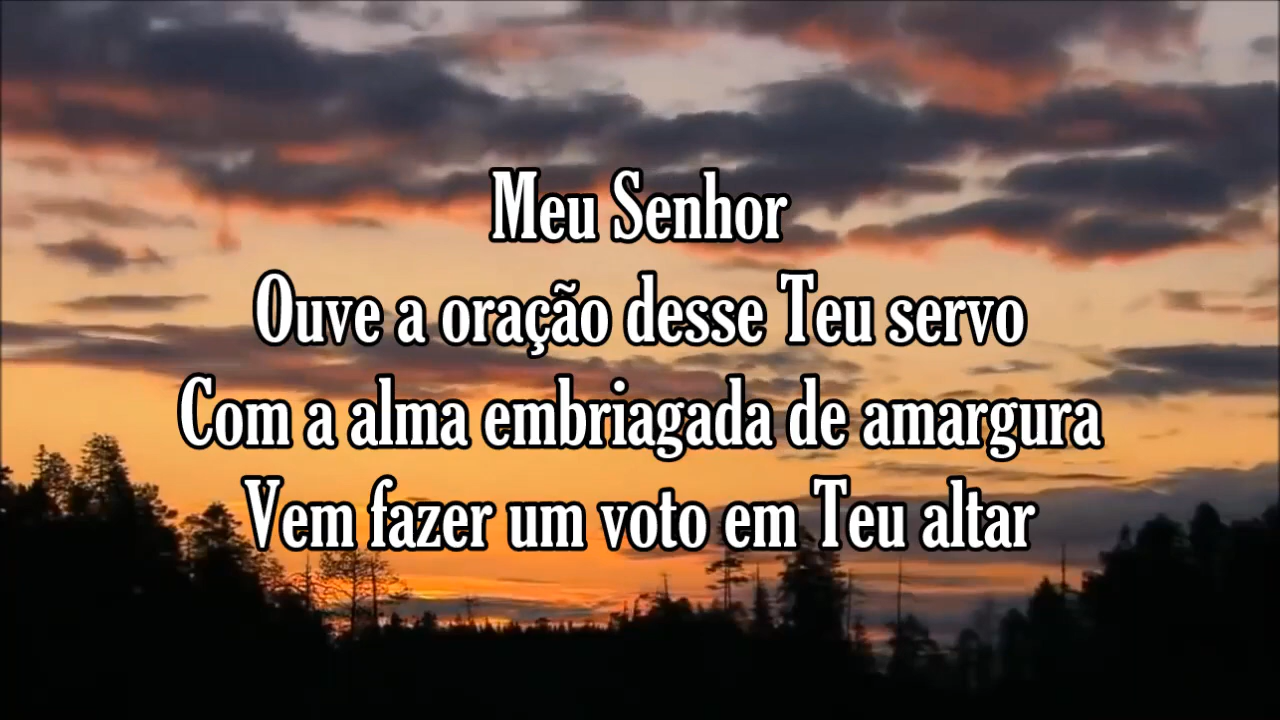 Meu Senhor
Ouve a oração desse Teu servo
Com a alma embriagada de amargura
Vem fazer um voto em Teu altar